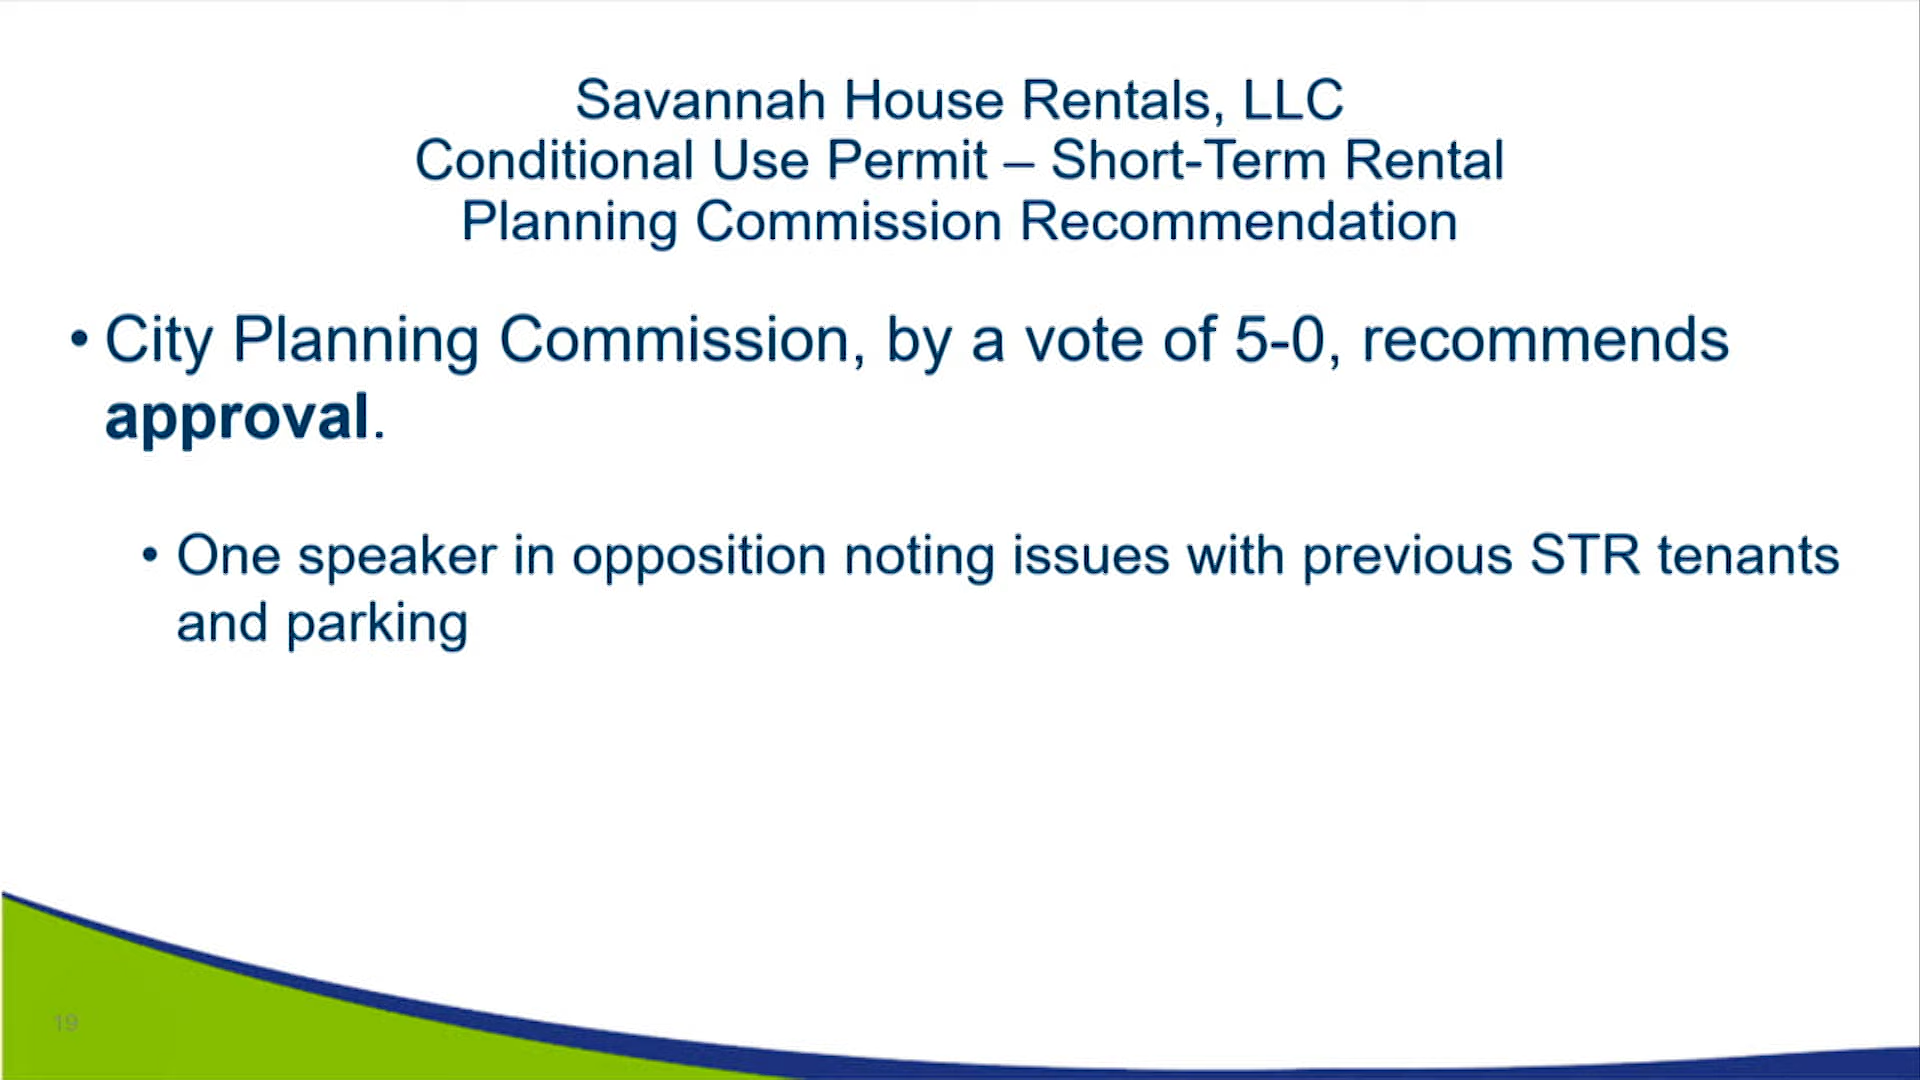 Savannah House Rentals, LLC
Conditional Use Permit – Short-Term Rental
Planning Commission Recommendation
• City Planning Commission, by a vote of 5-0, recommends
approval.
• One speaker in opposition noting issues with previous STR tenants
and parking
19